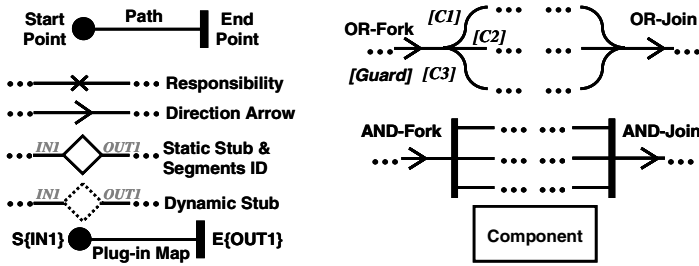 Start
Point
Path
End
Point
Responsibility
Direction Arrow
IN1
OUT1
Static Stub &
Segments ID
IN1
OUT1
Dynamic Stub
S{IN1}
Plug-in Map
E{OUT1}
OR-Fork
[C1]
[C2]
[Guard]
[C3]
OR-Join
AND-Fork
AND-Join
Component